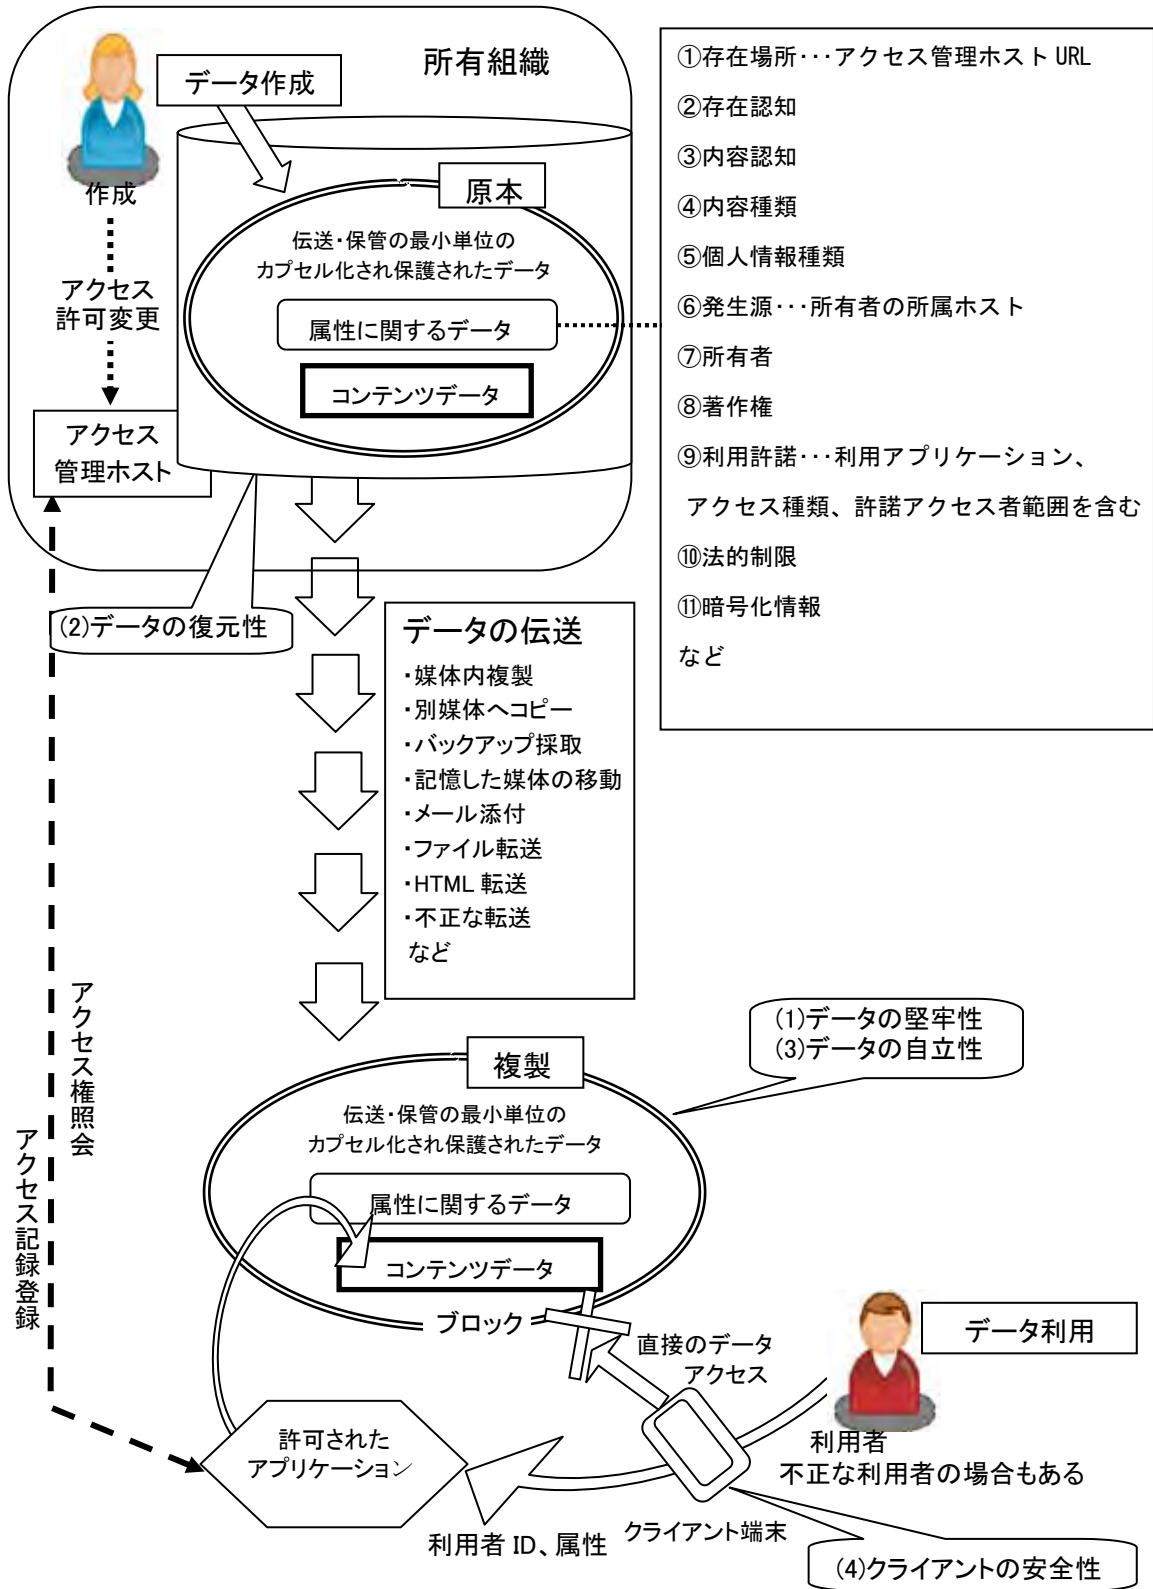 所有組織
データ作成
作成
アクセス
許可変更
アクセス
管理ホスト
原本
伝送・保管の最小単位の
カプセル化され保護されたデータ
属性に関するデータ
コンテンツデータ
①存在場所･･･アクセス管理ホスト URL
②存在認知
③内容認知
④内容種類
⑤個人情報種類
⑥発生源･･･所有者の所属ホスト
⑦所有者
⑧著作権
⑨利用許諾･･･利用アプリケーション、
アクセス種類、許諾アクセス者範囲を含む
⑩法的制限
⑪暗号化情報
など
(2)データの復元性
データの伝送
・媒体内複製
・別媒体へコピー
・バックアップ採取
・記憶した媒体の移動
・メール添付
・ファイル転送
・HTML 転送
・不正な転送
など
アクセス権照会
アクセス記録登録
(1)データの堅牢性
(3)データの自立性
複製
伝送・保管の最小単位の
カプセル化され保護されたデータ
属性に関するデータ
コンテンツデータ
ブロック
直接のデータ
アクセス
データ利用
利用者
不正な利用者の場合もある
許可された
アプリケーション
利用者 ID、属性
クライアント端末
(4)クライアントの安全性